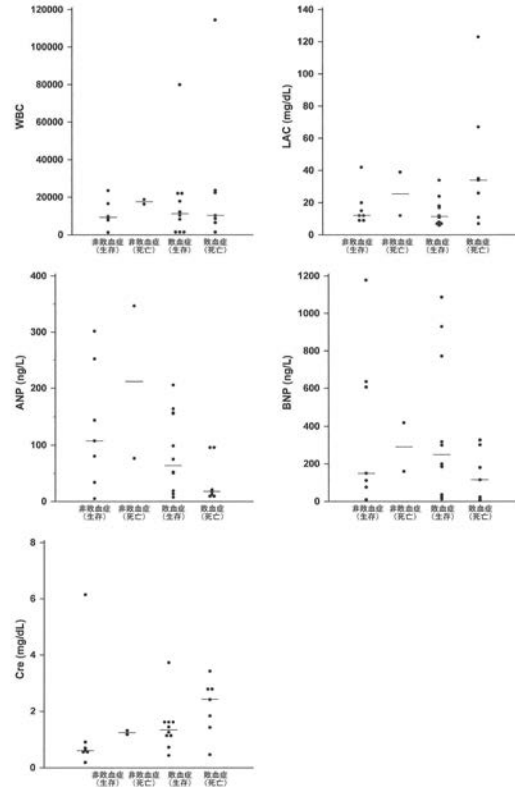 WBC
120000
100000
80000
60000
40000
20000
0
非敗血症
(生存)
非敗血症
(死亡)
敗血症
(生存)
敗血症
(死亡)
LAC (mg/dL)
140
120
100
80
60
40
20
0
非敗血症
(生存)
非敗血症
(死亡)
敗血症
(生存)
敗血症
(死亡)
ANP (ng/L)
400
300
200
100
0
非敗血症
(生存)
非敗血症
(死亡)
敗血症
(生存)
敗血症
(死亡)
BNP (ng/L)
1200
1000
800
600
400
200
0
非敗血症
(生存)
非敗血症
(死亡)
敗血症
(生存)
敗血症
(死亡)
Cre (mg/dL)
8
6
4
2
0
非敗血症
(生存)
非敗血症
(死亡)
敗血症
(生存)
敗血症
(死亡)